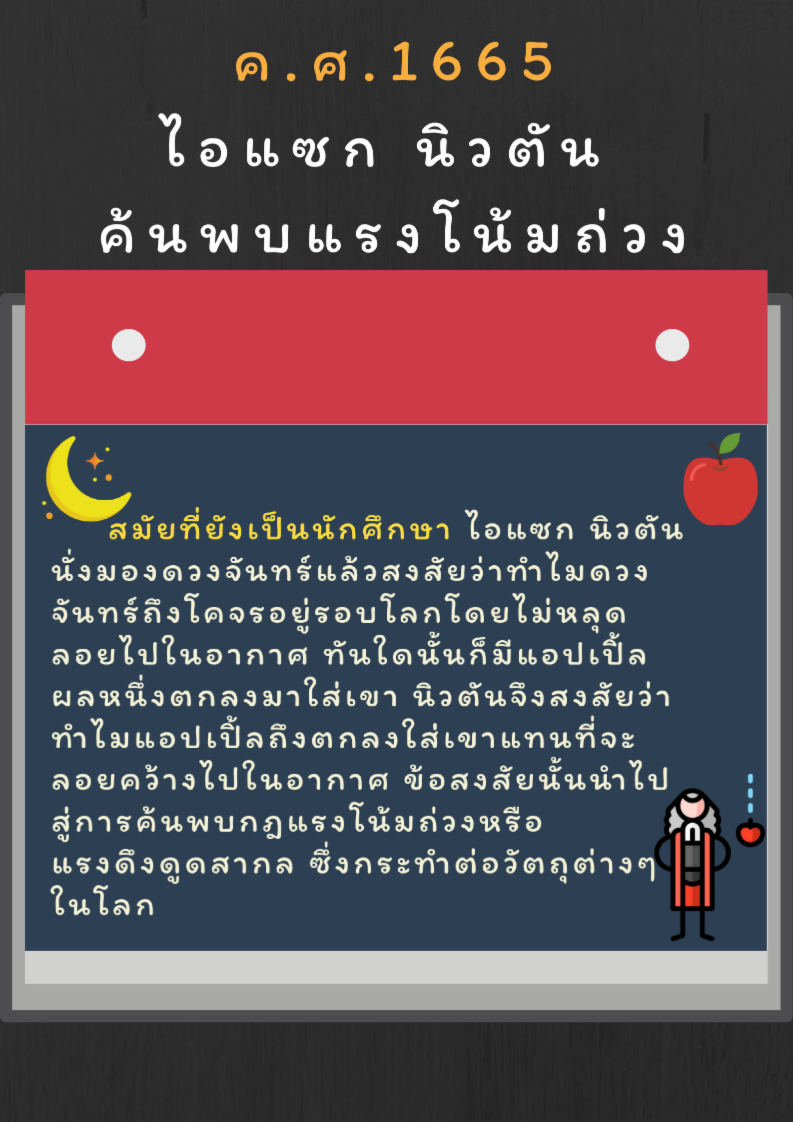 ค.ศ.1665
ไอแซก นิวตัน
ค้นพบแรงโน้มถ่วง
สมัยที่ยังเป็นนักศึกษา ไอแซก นิวตัน
นั่งมองดวงจันทร์แล้วสงสัยว่าทำไมดวง
จันทร์ถึงโคจรอยู่รอบโลกโดยไม่หลุด
ลอยไปในอากาศ ทันใดนั้นก็มีแอปเปิ้ล
ผลหนึ่งตกลงมาใส่เขา นิวตันจึงสงสัยว่า
ทำไมแอปเปิ้ลถึงตกลงใส่เขาแทนที่จะ
ลอยคว้างไปในอากาศ ข้อสงสัยนั้นนำไป
สู่การค้นพบกฎแรงโน้มถ่วงหรือ
แรงดึงดูดสากล ซึ่งกระทำต่อวัตถุต่างๆ
ในโลก